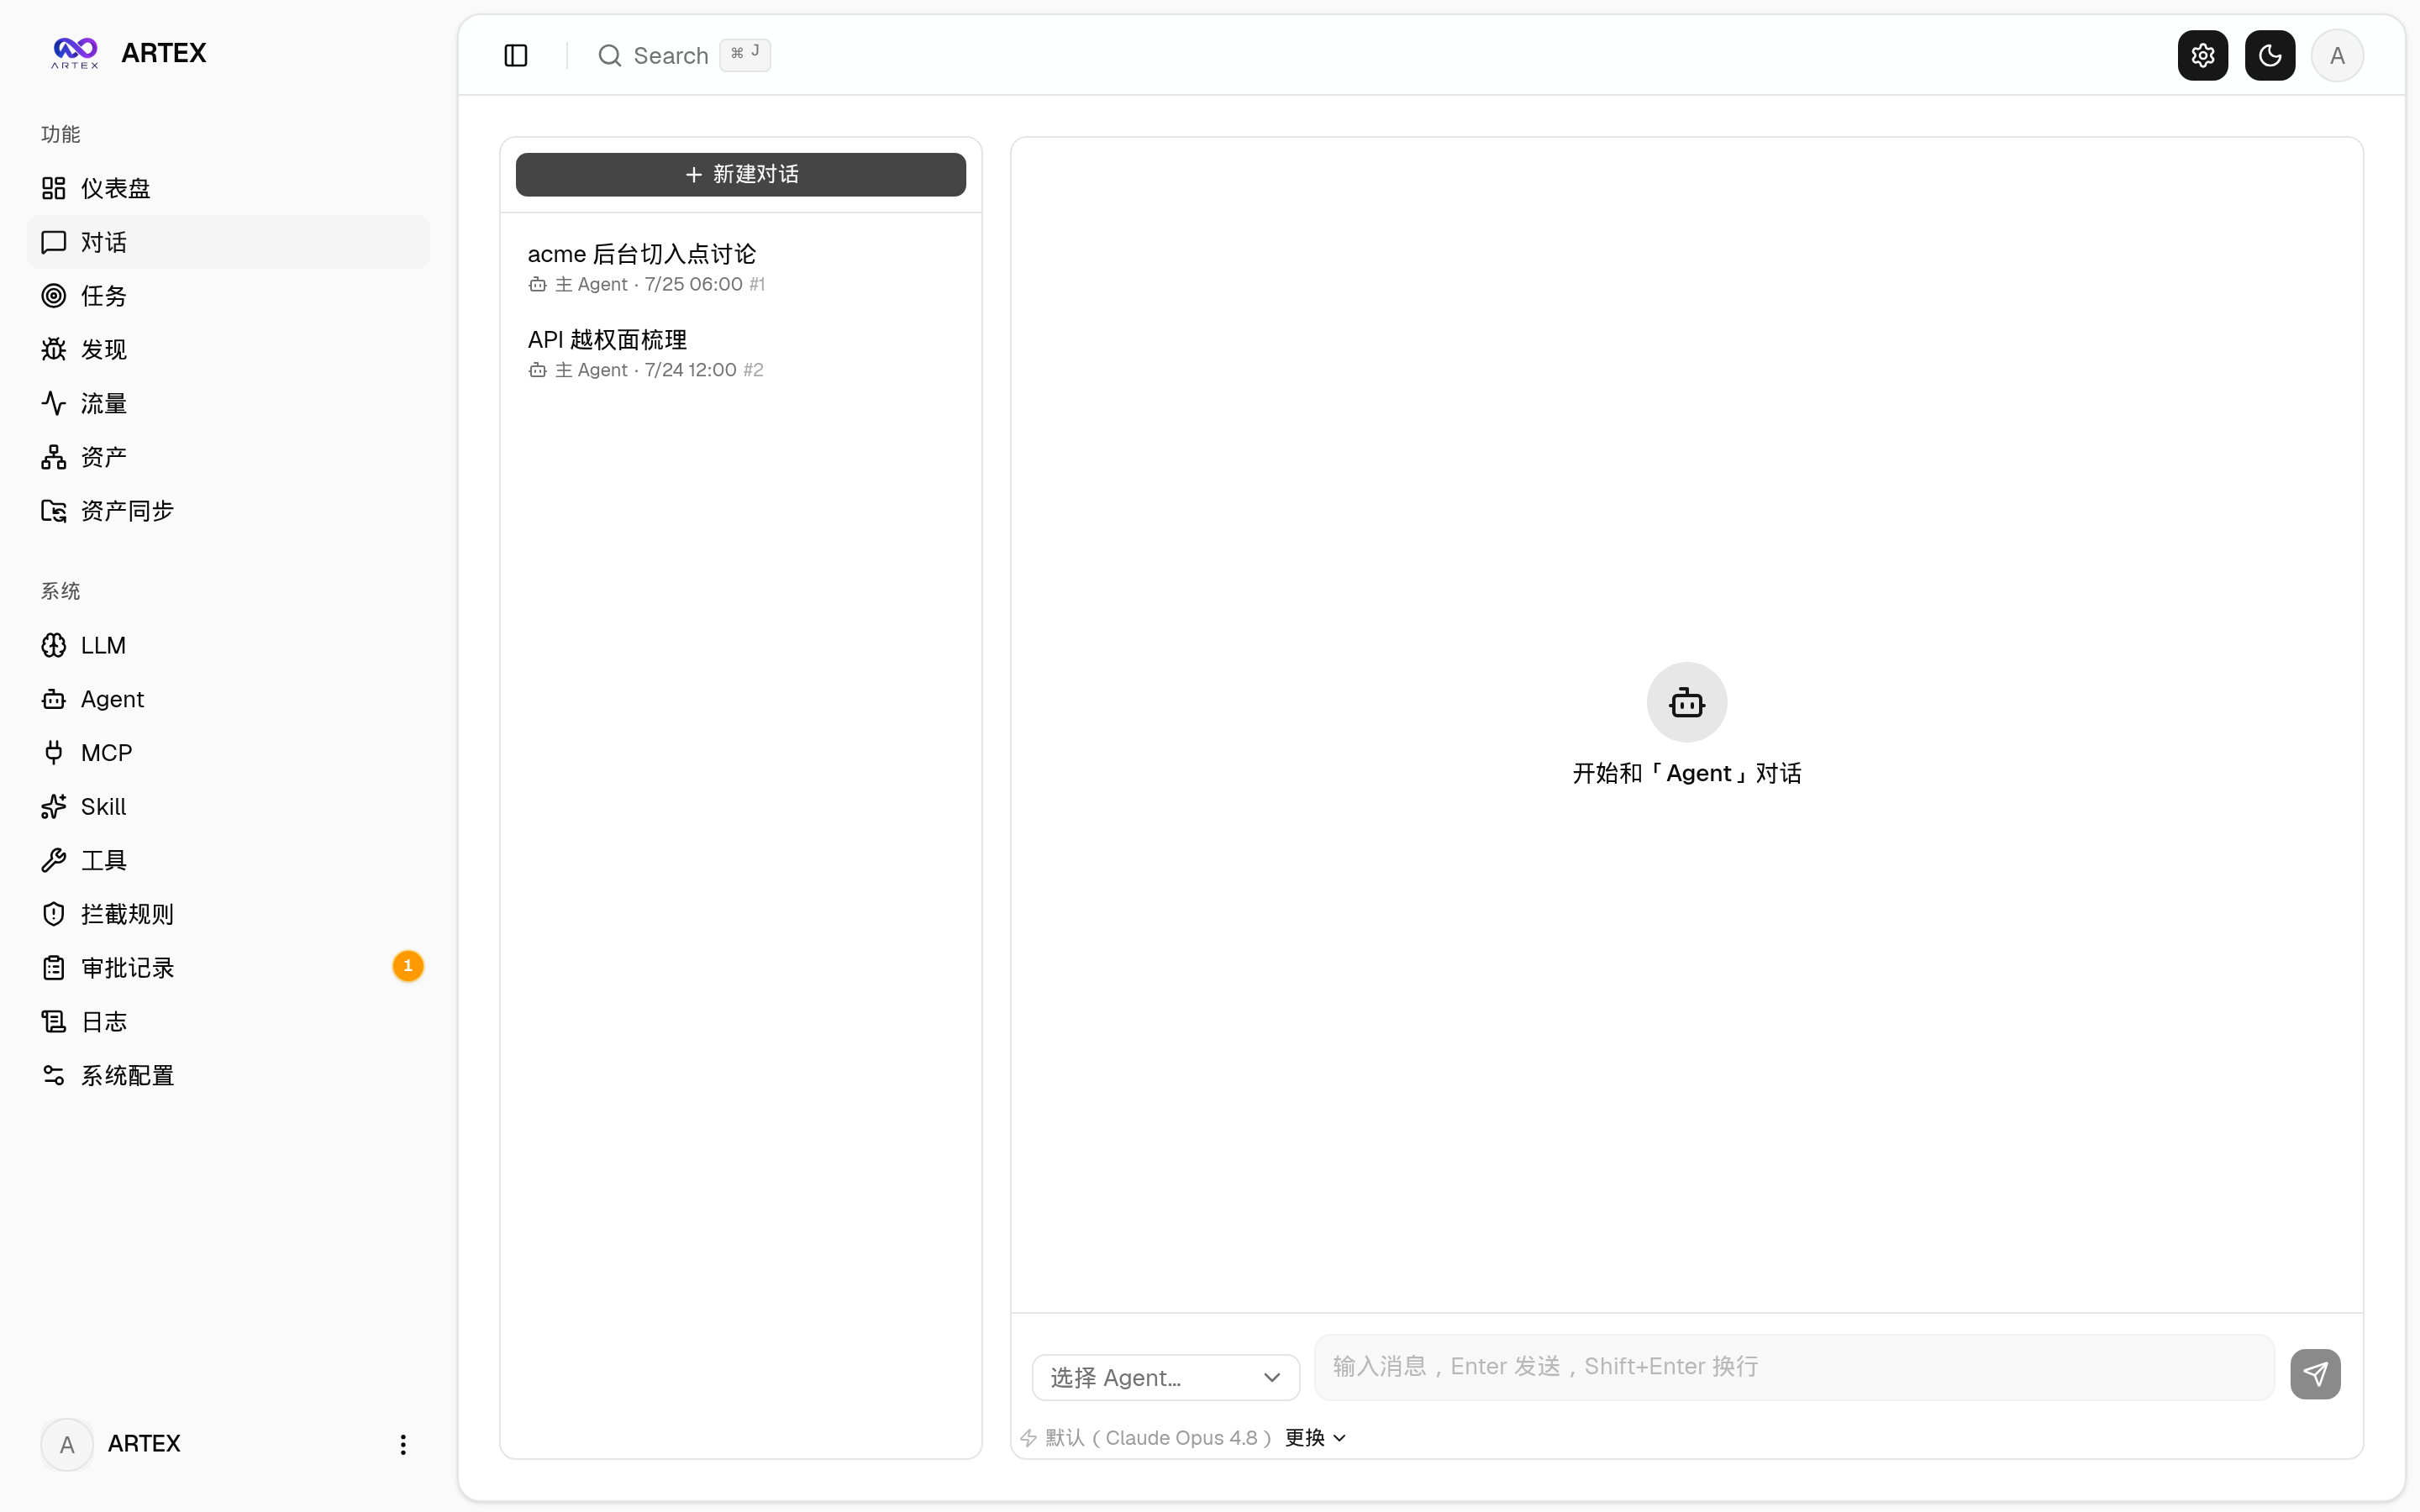 ARTEX
ARTEX
功能
仪表盘
对话
任务
发现
流量
资产
资产同步
系统
LLM
Agent
MCP
Skill
工具
拦截规则
审批记录
1
日志
系统配置
A
ARTEX
Search
⌘ J
A
+ 新建对话
acme 后台切入点讨论
主 Agent · 7/25 06:00 #1
API 越权面梳理
主 Agent · 7/24 12:00 #2
开始和「Agent」对话
选择 Agent...
输入消息，Enter 发送，Shift+Enter 换行
默认（Claude Opus 4.8） 更换